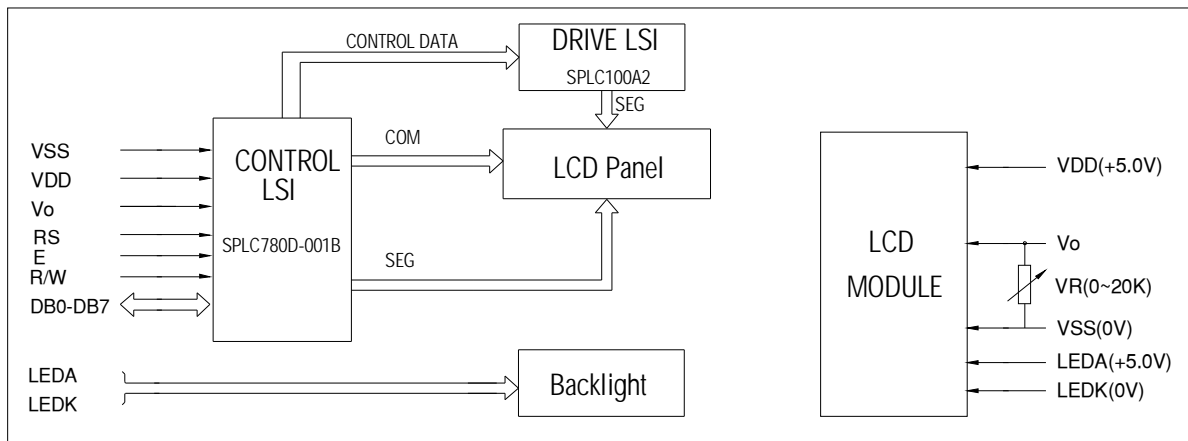 CONTROL DATA
DRIVE LSI
SPLC100A2
SEG
VSS
VDD
Vo
RS
E
R/W
DB0-DB7
CONTROL
LSI
SPLC780D-001B
COM
SEG
LCD Panel
LEDA
LEDK
Backlight
LCD
MODULE
VDD(+5.0V)
Vo
VR(0~20K)
VSS(0V)
LEDA(+5.0V)
LEDK(0V)